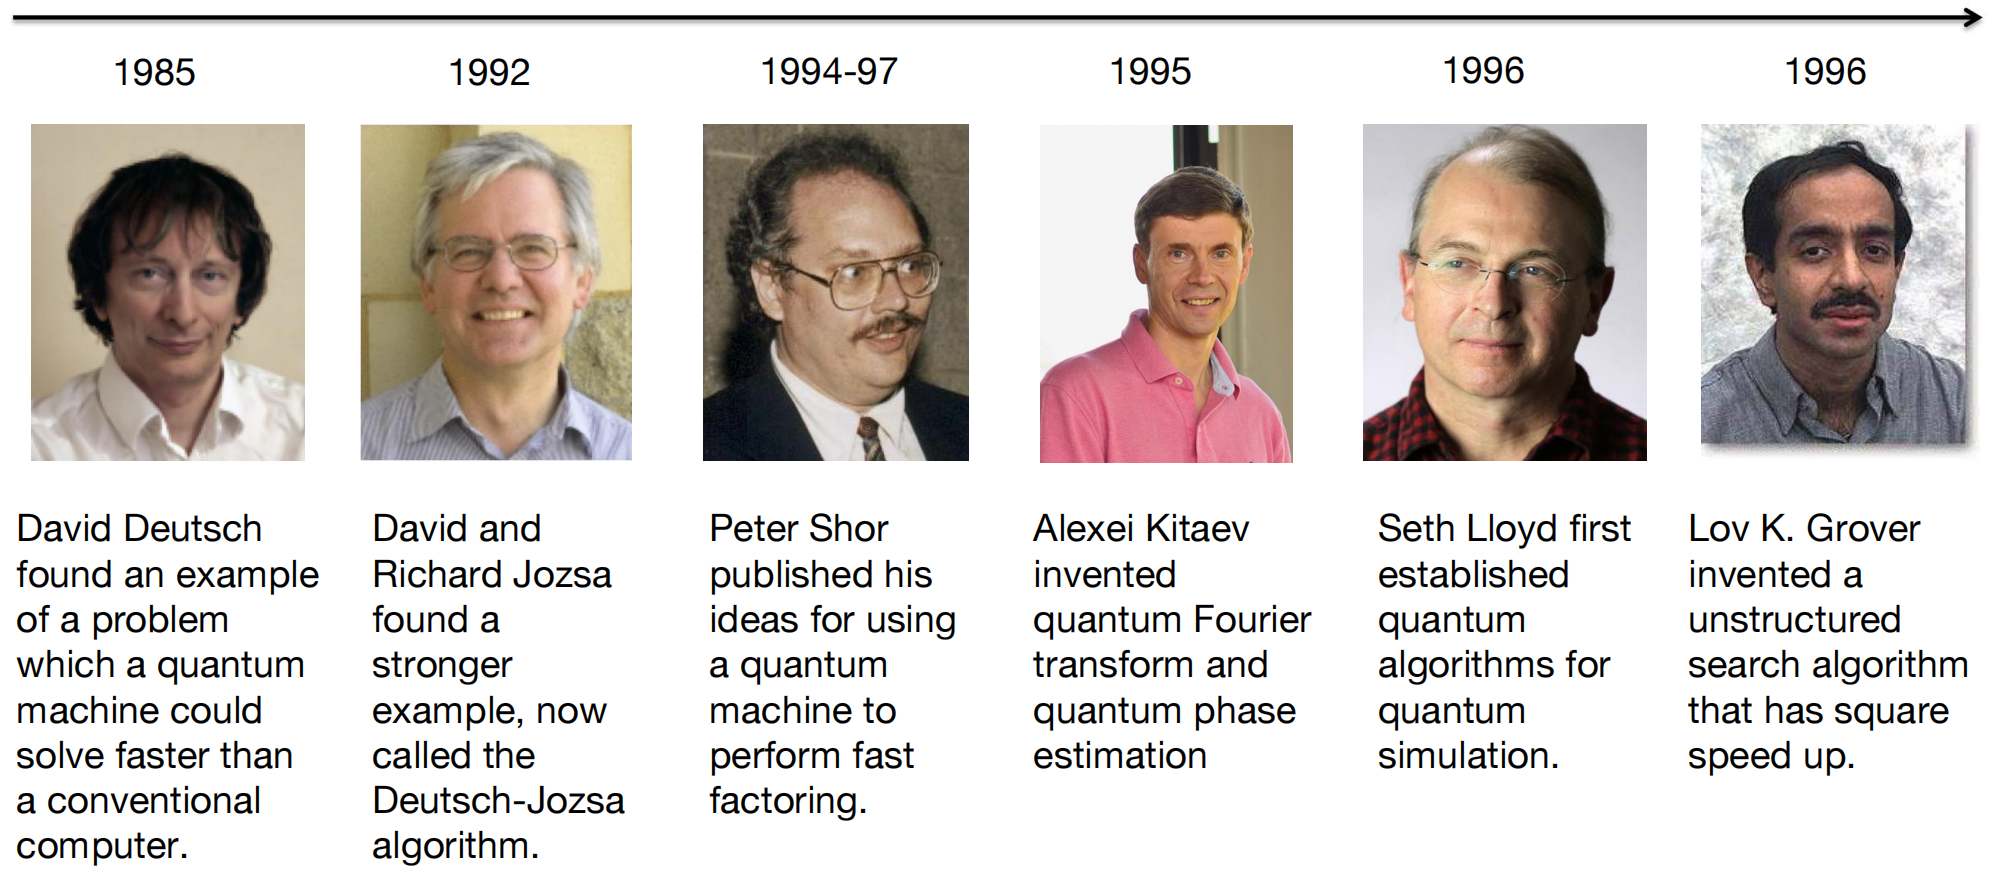 1985
1992
1994-97
1995
1996
1996
David Deutsch
found an example
of a problem
which a quantum
machine could
solve faster than
a conventional
computer.
David and
Richard Jozsa
found a
stronger
example, now
called the
Deutsch-Jozsa
algorithm.
Peter Shor
published his
ideas for using
a quantum
machine to
perform fast
factoring.
Alexei Kitaev
invented
quantum Fourier
transform and
quantum phase
estimation
Seth Lloyd first
established
quantum
algorithms for
quantum
simulation.
Lov K. Grover
invented a
unstructured
search algorithm
that has square
speed up.